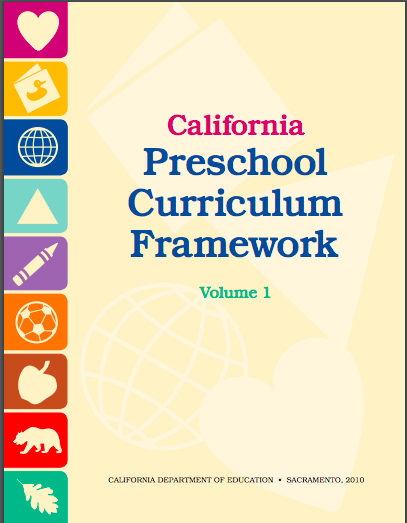 California
Preschool
Curriculum
Framework
Volume 1
CALIFORNIA DEPARTMENT OF EDUCATION • SACRAMENTO, 2010